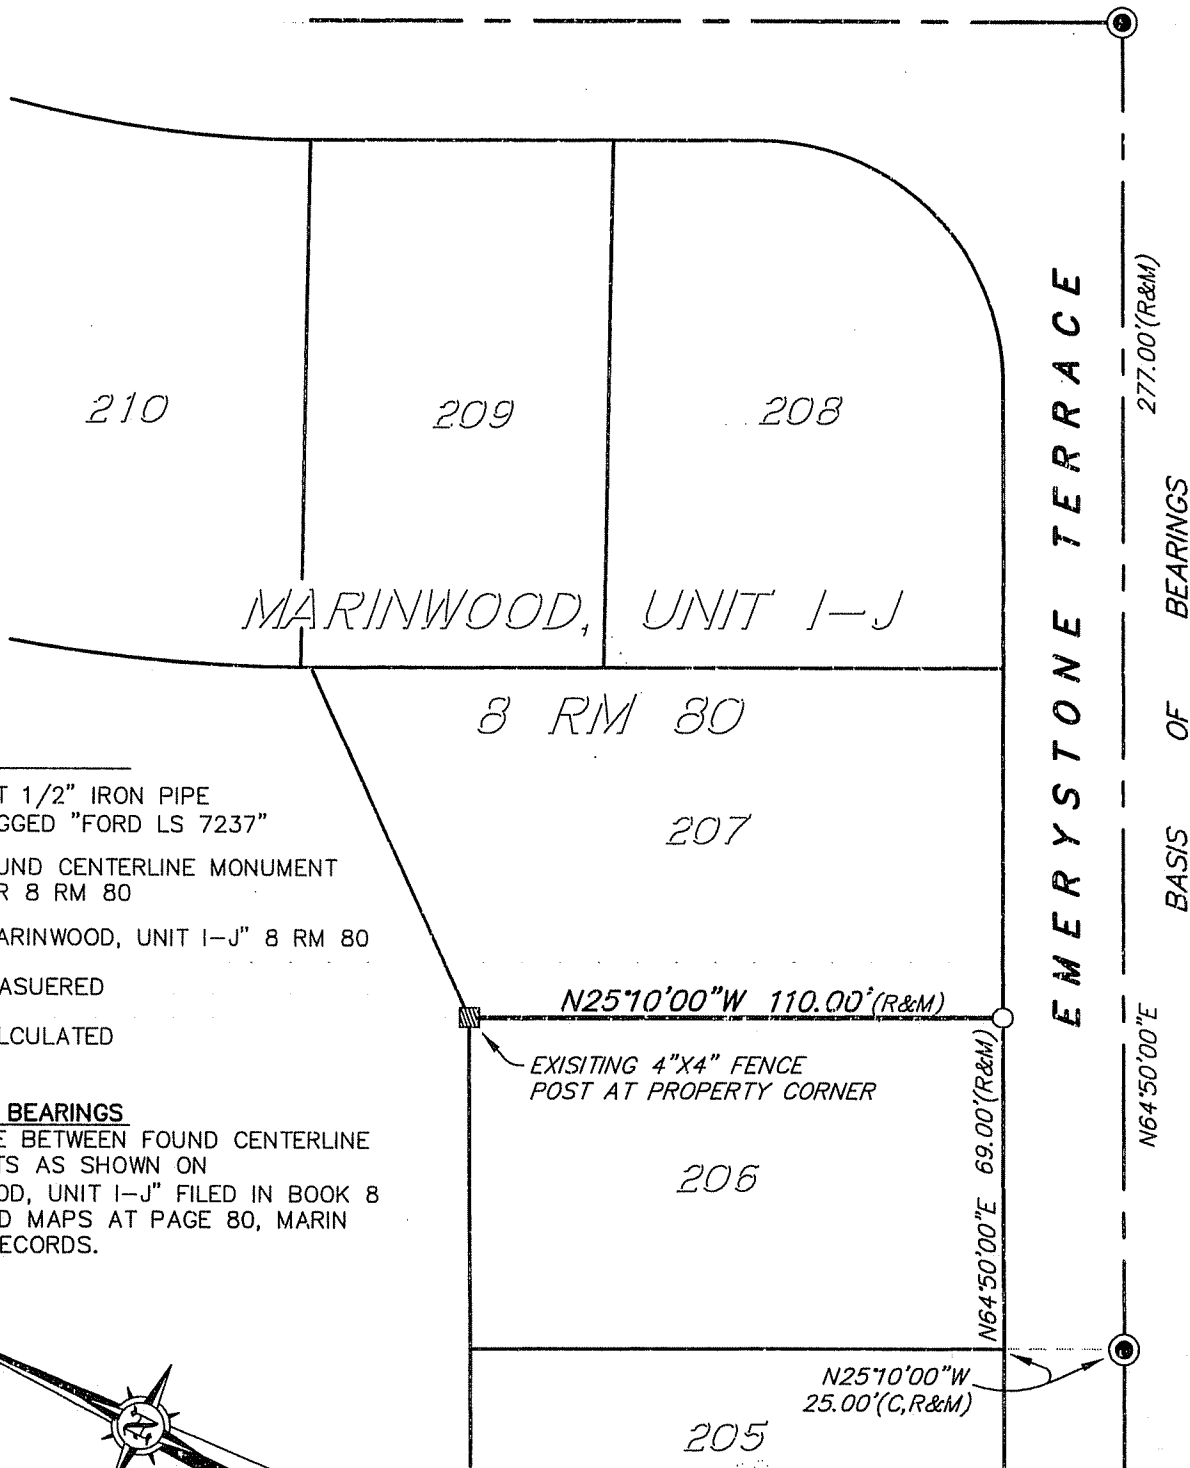 210
209
208
MARINWOOD, UNIT I-J
8 RM 80
207
277.00'(R&M)
EMERYSTONE TERRACE
BASIS OF BEARINGS
N64°50'00"E
T 1/2" IRON PIPE
GGED "FORD LS 7237"
UND CENTERLINE MONUMENT
R 8 RM 80
ARINWOOD, UNIT I-J" 8 RM 80
ASUERED
LCULATED
N25°10'00"W 110.00'(R&M)
EXISITING 4"X4" FENCE
POST AT PROPERTY CORNER
N64°50'00"E 69.00'(R&M)
BEARINGS
E BETWEEN FOUND CENTERLINE
TS AS SHOWN ON
OD, UNIT I-J" FILED IN BOOK 8
D MAPS AT PAGE 80, MARIN
ECORDS.
206
N25°10'00"W
25.00'(C,R&M)
205
N